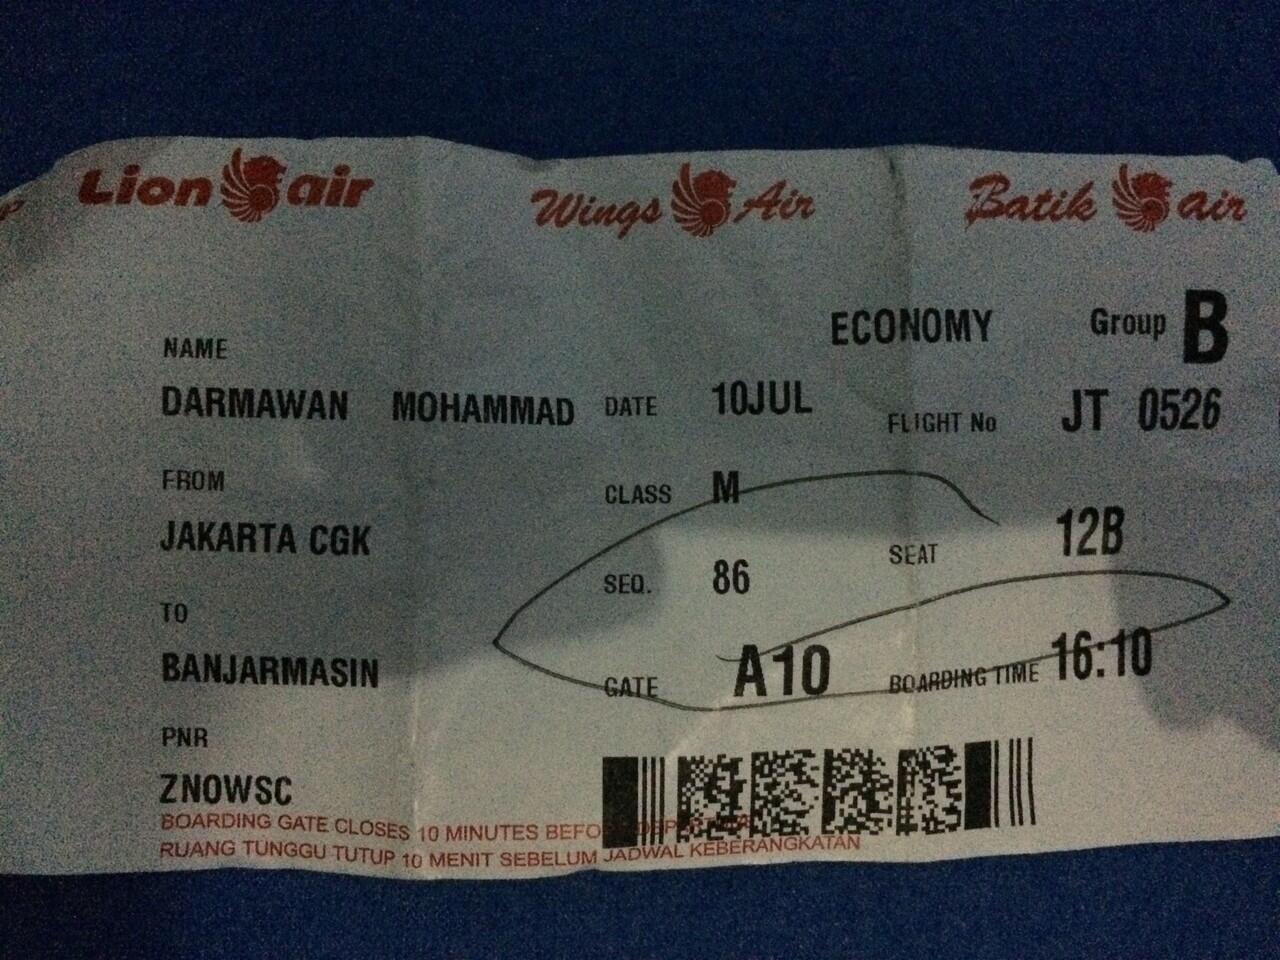 Lion air Wings Air Batik air
ECONOMY Group B
NAME
DARMAWAN MOHAMMAD DATE 10JUL FLIGHT No JT 0526
FROM CLASS M
JAKARTA CGK SEAT 12B
SEQ. 86
TO
BANJARMASIN GATE A10 BOARDING TIME 16:10
PNR
ZNOWSC
BOARDING GATE CLOSES 10 MINUTES
RUANG TUNGGU TUTUP 10 MENIT SEBELUM JADWAL KEBERANGKATAN